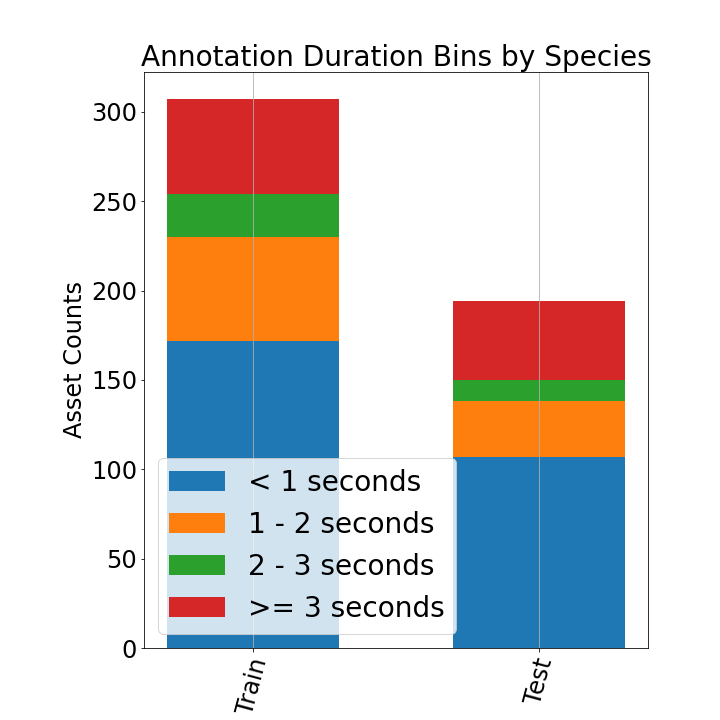 Annotation Duration Bins by Species
Asset Counts
300
250
200
150
100
50
0
< 1 seconds
1 - 2 seconds
2 - 3 seconds
>= 3 seconds
Train
Test